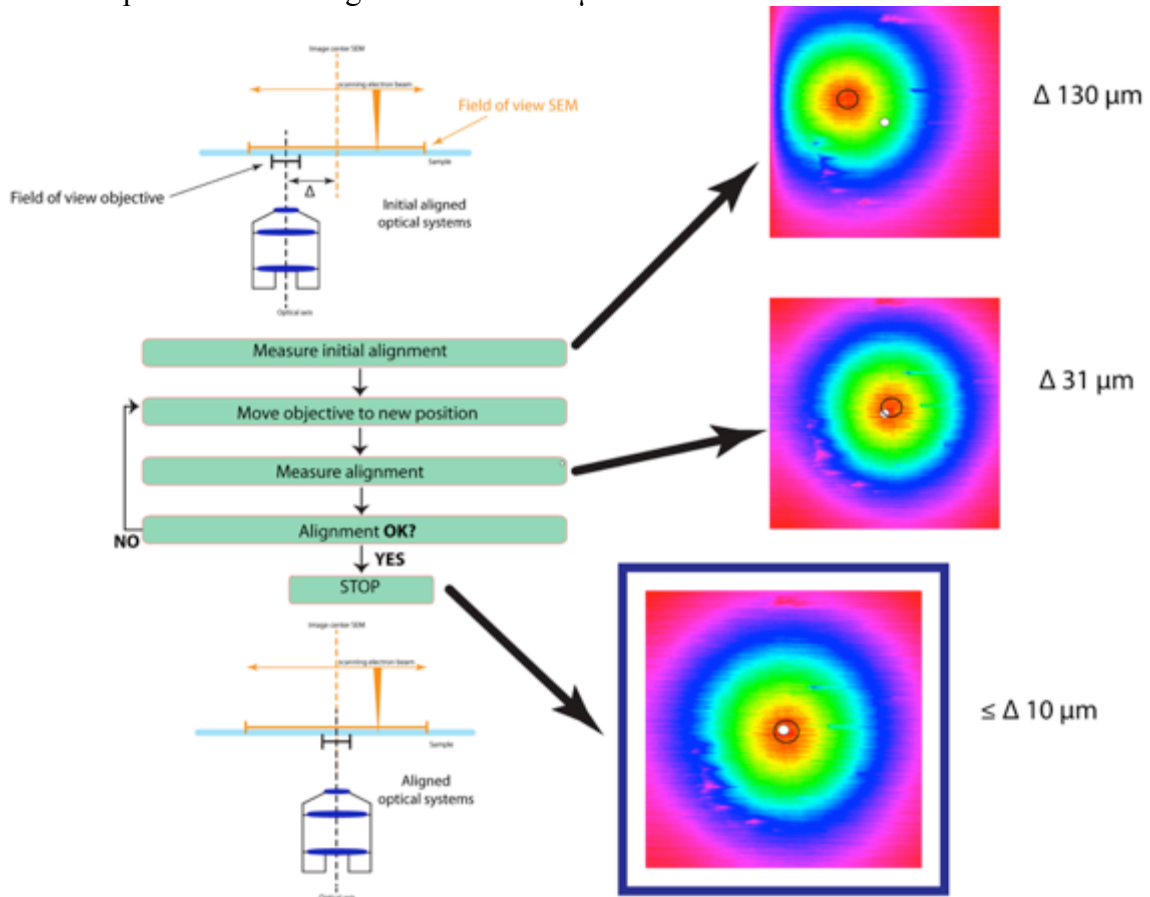 Image center SEM
scanning electron beam
Field of view SEM
Sample
Field of view objective
Δ
Initial aligned
optical systems
Optical axis
Δ 130 µm
Measure initial alignment
Move objective to new position
Δ 31 µm
Measure alignment
Alignment OK?
NO
YES
STOP
Image center SEM
scanning electron beam
≤ Δ 10 µm
Sample
Aligned
optical systems